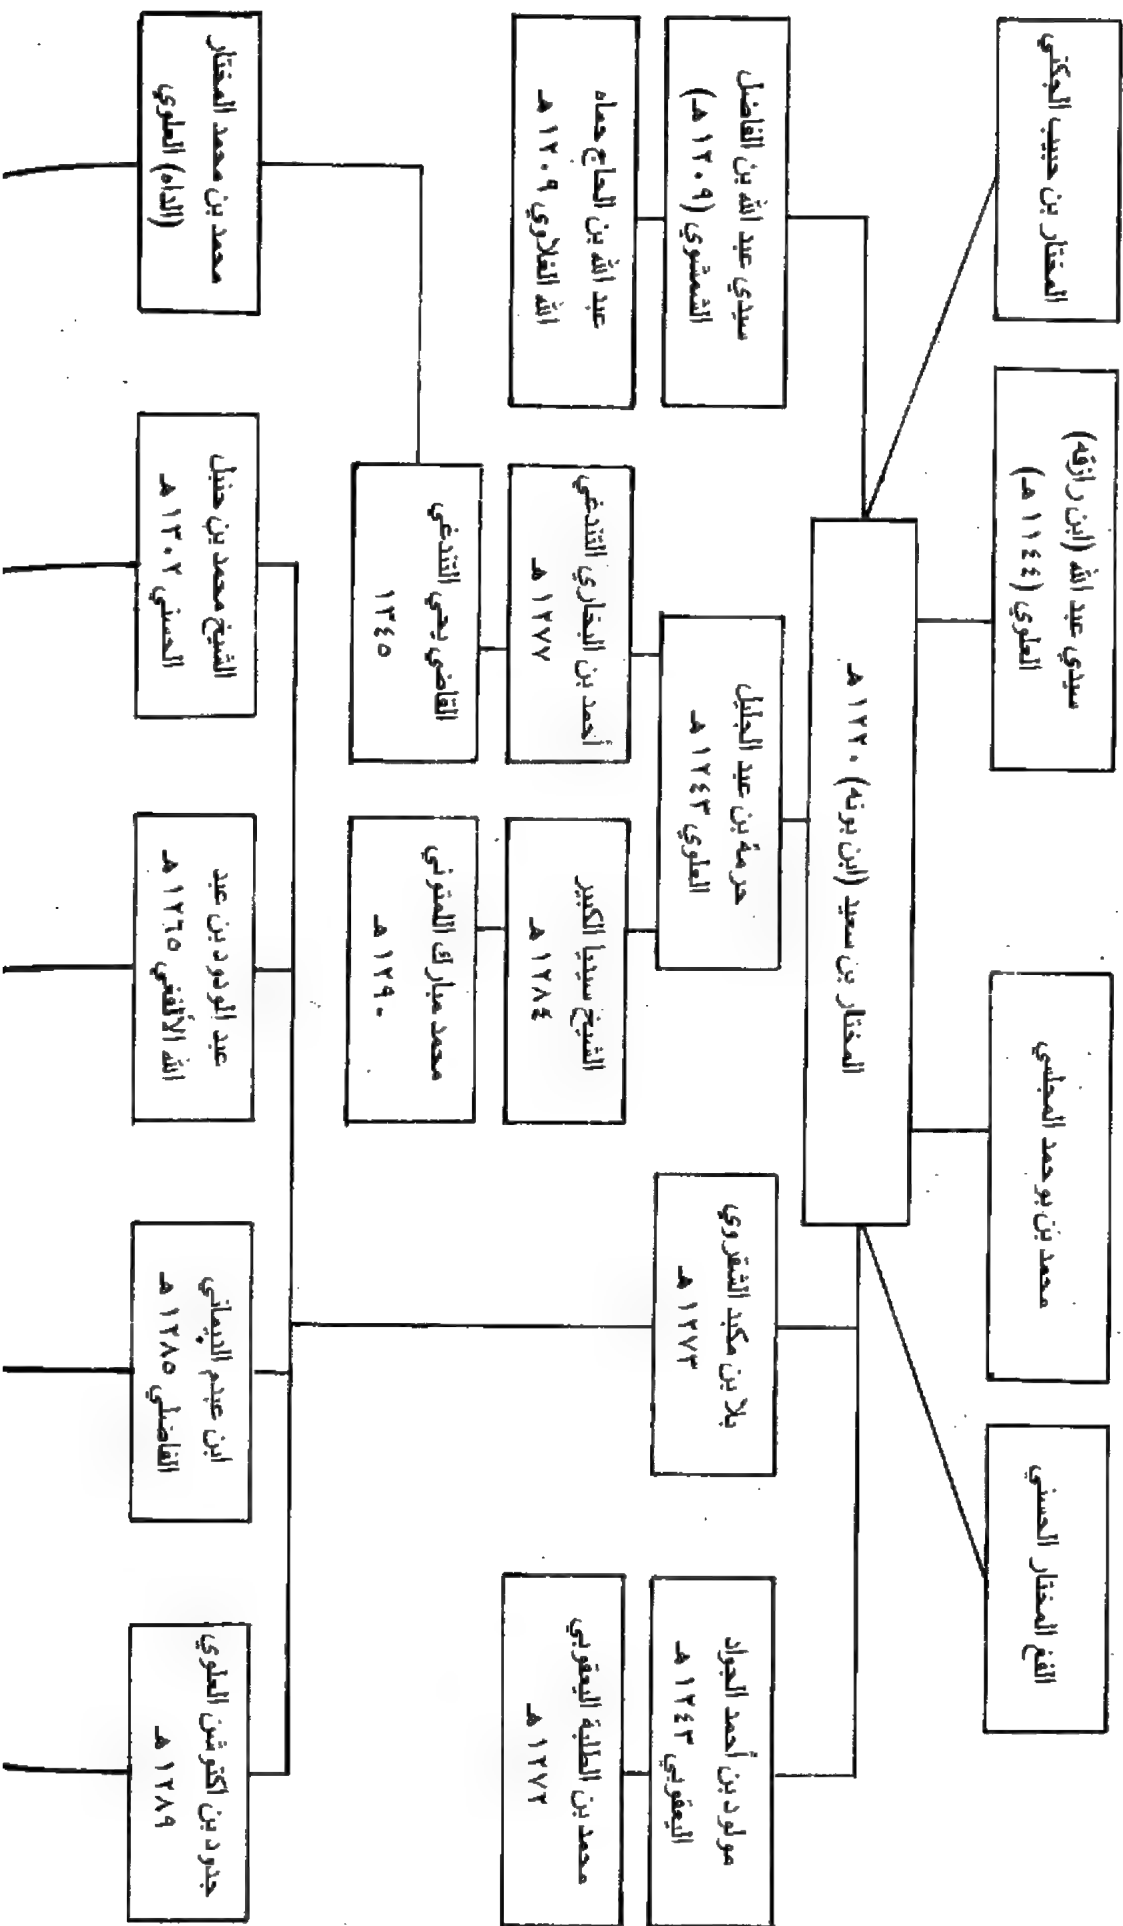 المختار بن حبيب الجكني
سيدي عبد الله (ابن رازقه)
العلوي (١١٤٤ هـ)
محمد بن بوحمد المجلسي
الفغ المختار الحسني
المختار بن سعيد (ابن بونه) ١٢٢٠ هـ
سيدي عبد الله بن الفاضل
الشمشوي (١٢٠٩ هـ)
حرمة بن عبد الجليل
العلوي ١٢٤٣ هـ
بلا بن مكبد الشقروي
١٢٧٣ هـ
مولود بن أحمد الجواد
اليعقوبي ١٢٤٣ هـ
عبد الله بن الحاج حماه
الله الغلاوي ١٢٠٩ هـ
أحمد بن البخاري التندغي
١٢٧٧ هـ
الشيخ سيديا الكبير
١٢٨٤ هـ
محمد بن الطلبة اليعقوبي
١٢٧٢ هـ
القاضي يحي التندغي
١٣٤٥
محمد مبارك اللمتوني
١٢٩٠ هـ
محمد بن محمد المختار
(الداه) العلوي
الشيخ محمد بن حنبل
الحسني ١٣٠٢ هـ
عبد الودود بن عبد
الله الألفغي ١٢٦٥ هـ
ابن عبدم الديماني
الفاضلي ١٢٨٥ هـ
جدود بن اكتوشن العلوي
١٢٨٩ هـ